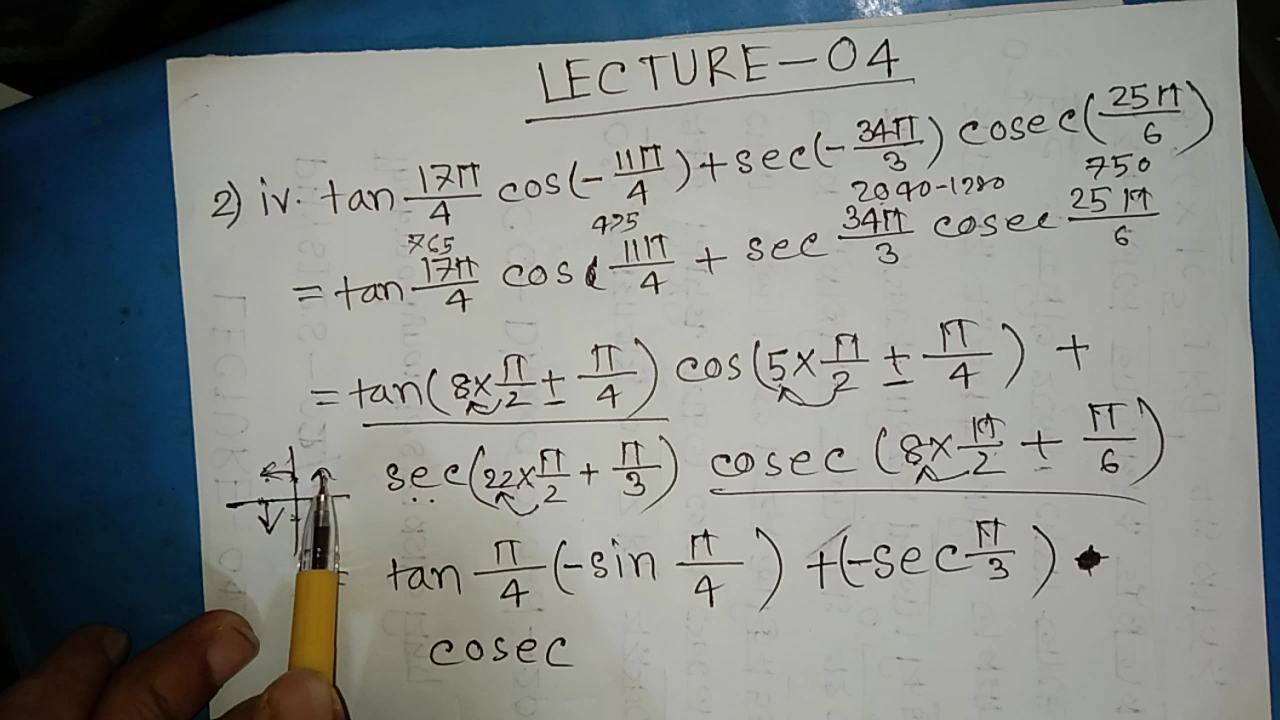 LECTURE-04
2) iv. tan 17π/4 cos(-11π/4)+sec(-34π/3) cosec(25π/6)
765 495 2040-1280 750
= tan 17π/4 cos 11π/4 + sec 34π/3 cosec 25π/6
= tan(8×π/2 ± π/4) cos(5×π/2 ± π/4) +
sec(22×π/2 + π/3) cosec (8×π/2 + π/6)
= tan π/4 (-sin π/4) +(-sec π/3) •
cosec